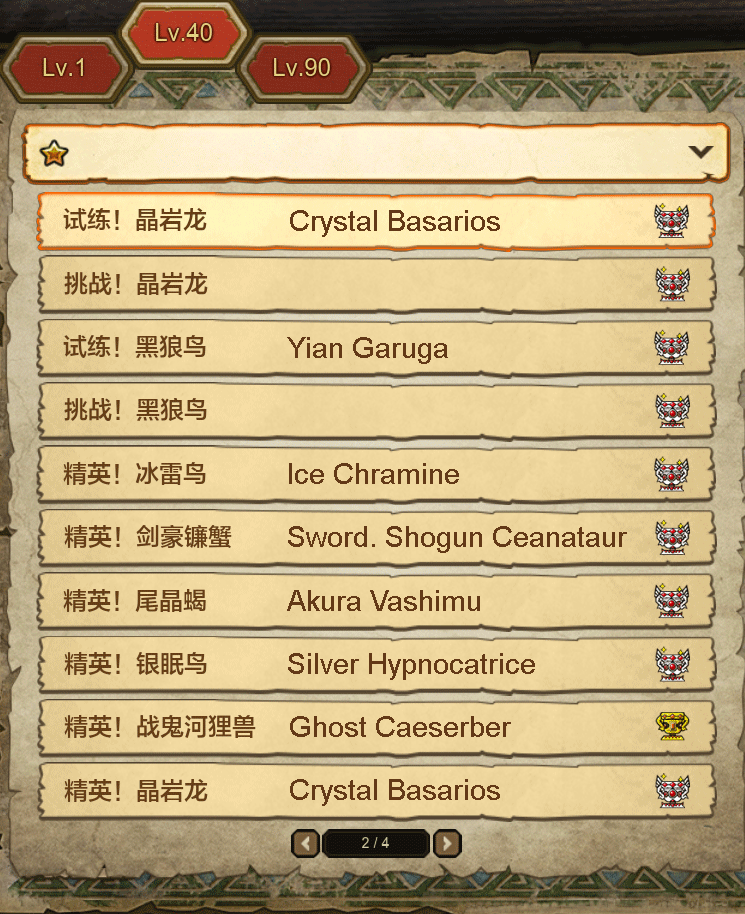 Lv.40
Lv.1
Lv.90
试练！晶岩龙 Crystal Basarios
挑战！晶岩龙
试练！黑狼鸟 Yian Garuga
挑战！黑狼鸟
精英！冰雷鸟 Ice Chramine
精英！剑豪镰蟹 Sword. Shogun Ceanataur
精英！尾晶蝎 Akura Vashimu
精英！银眠鸟 Silver Hypnocatrice
精英！战鬼河狸兽 Ghost Caeserber
精英！晶岩龙 Crystal Basarios
2 / 4